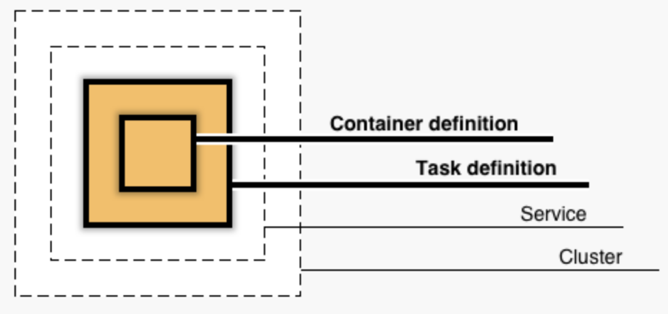 Container definition
Task definition
Service
Cluster